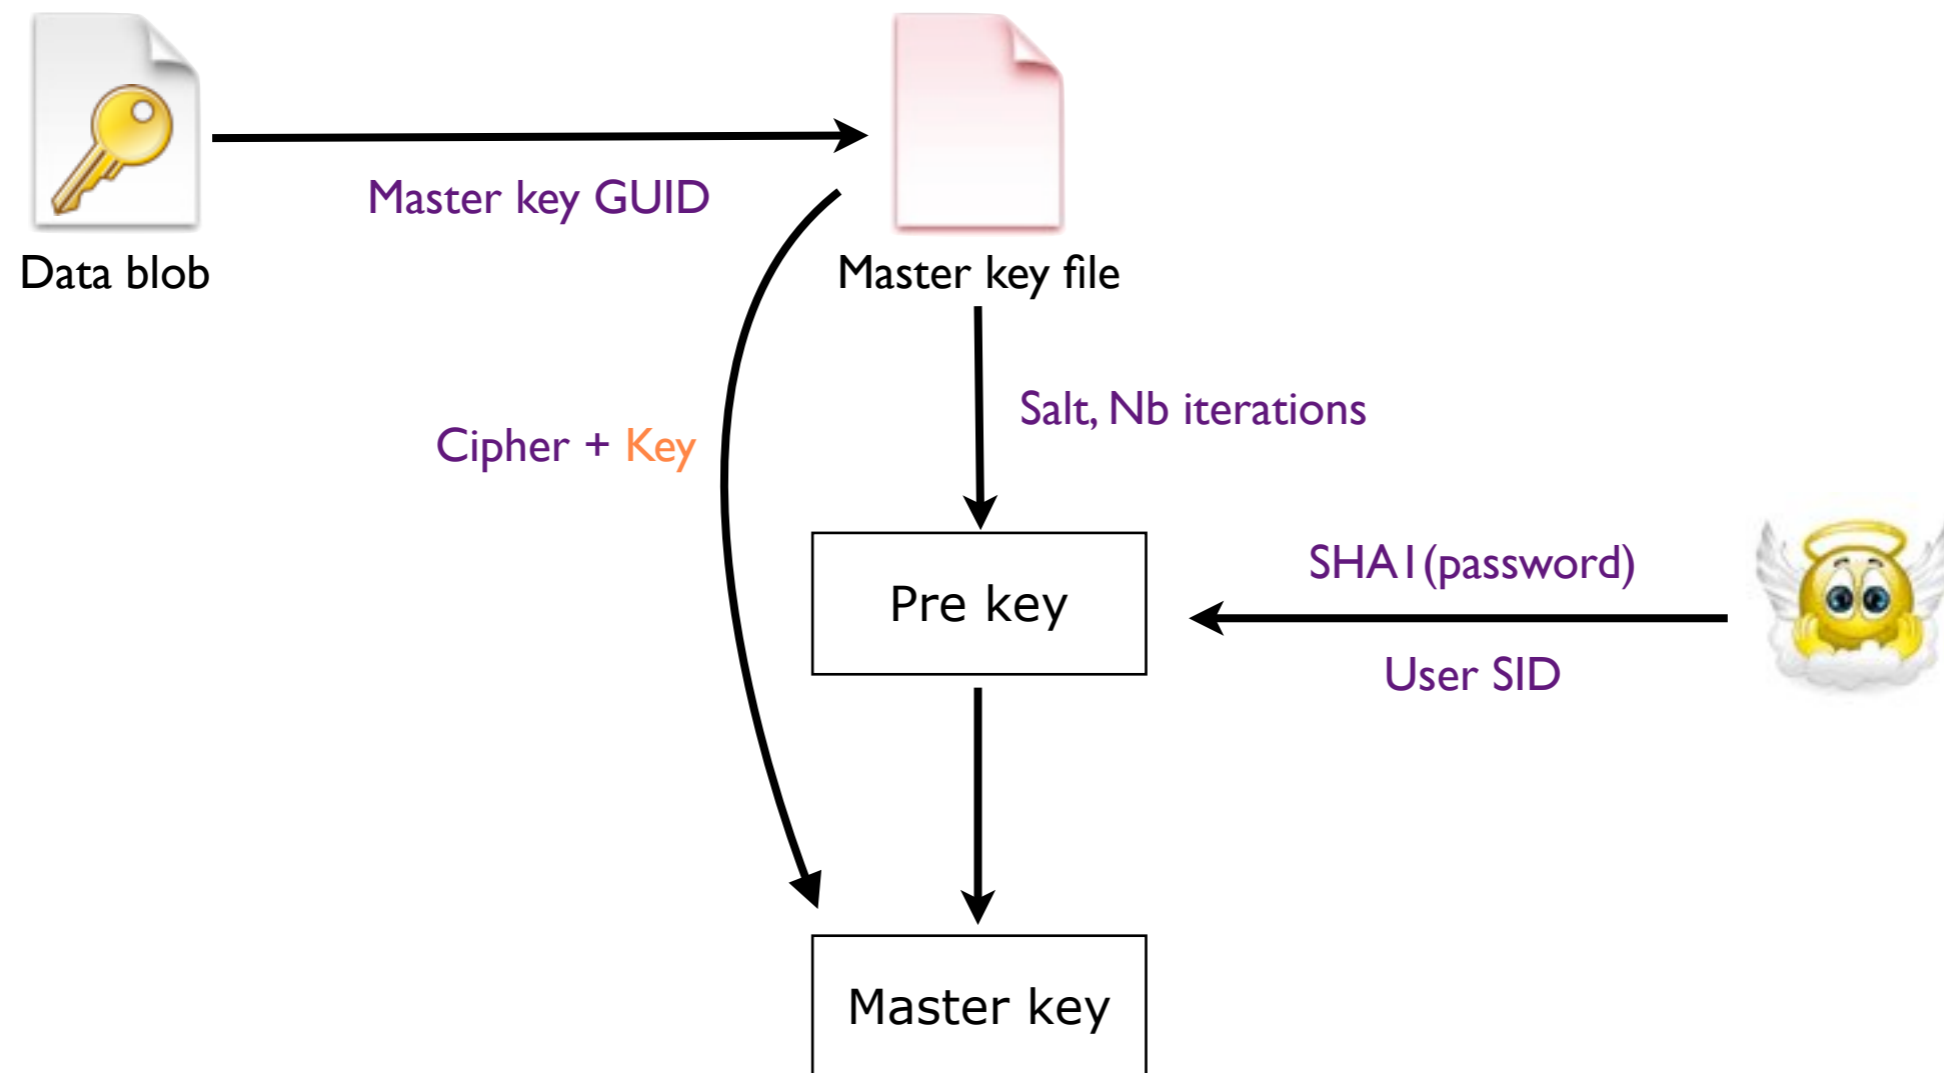 Master key GUID
Data blob
Master key file
Salt, Nb iterations
Cipher + Key
SHA1(password)
Pre key
User SID
Master key